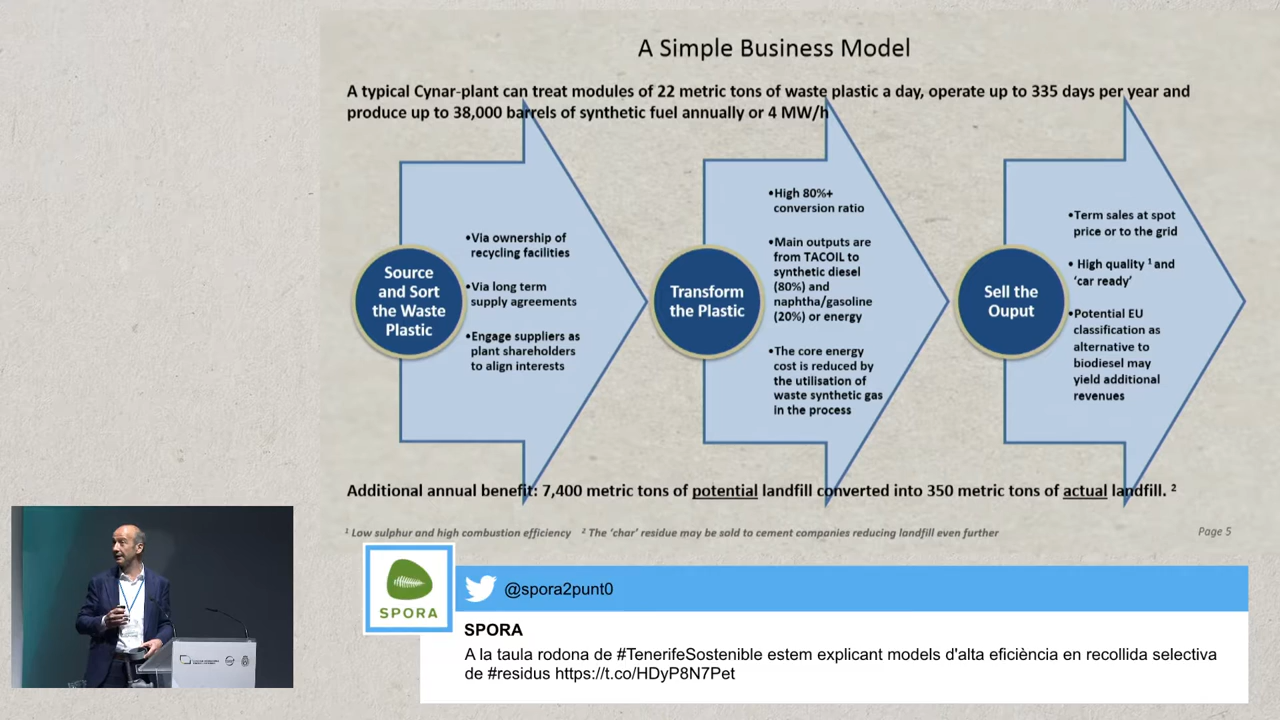 A Simple Business Model
A typical Cynar-plant can treat modules of 22 metric tons of waste plastic a day, operate up to 335 days per year and
produce up to 38,000 barrels of synthetic fuel annually or 4 MW/h
Source
and Sort
the Waste
Plastic
•Via ownership of
recycling facilities
•Via long term
supply agreements
•Engage suppliers as
plant shareholders
to align interests
Transform
the Plastic
•High 80%+
conversion ratio
•Main outputs are
from TACOIL to
synthetic diesel
(80%) and
naphtha/gasoline
(20%) or energy
•The core energy
cost is reduced by
the utilisation of
waste synthetic gas
in the process
Sell the
Ouput
•Term sales at spot
price or to the grid
• High quality ¹ and
‘car ready’
•Potential EU
classification as
alternative to
biodiesel may
yield additional
revenues
Additional annual benefit: 7,400 metric tons of potential landfill converted into 350 metric tons of actual landfill. ²
¹ Low sulphur and high combustion efficiency ² The ‘char’ residue may be sold to cement companies reducing landfill even further
Page 5
SPORA
@spora2punt0
SPORA
A la taula rodona de #TenerifeSostenible estem explicant models d'alta eficiència en recollida selectiva
de #residus https://t.co/HDyP8N7Pet